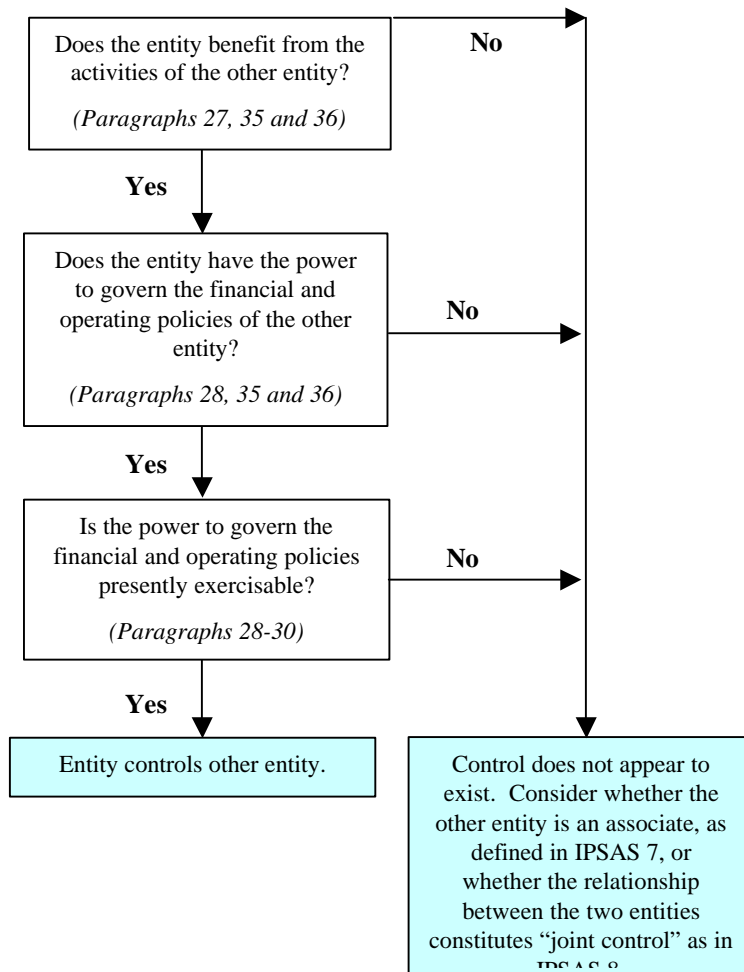 Does the entity benefit from the
activities of the other entity?
(Paragraphs 27, 35 and 36)
No
Yes
Does the entity have the power
to govern the financial and
operating policies of the other
entity?
(Paragraphs 28, 35 and 36)
No
Yes
Is the power to govern the
financial and operating policies
presently exercisable?
(Paragraphs 28-30)
No
Yes
Entity controls other entity.
Control does not appear to
exist. Consider whether the
other entity is an associate, as
defined in IPSAS 7, or
whether the relationship
between the two entities
constitutes “joint control” as in
IPSAS 8